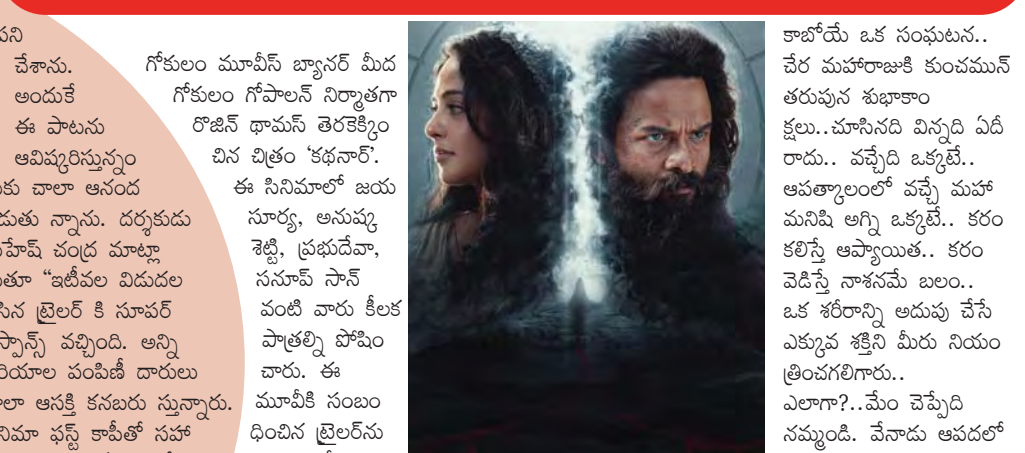 చేశాను.
అందుకే
ఈ పాటను
ఆవిష్కరిస్తున్నం
చాలా ఆనంద
న్నాను. దర్శకుడు
చంద్ర మాట్లా
“ఇటీవల విడుదల
ట్రైలర్ కి సూపర్
వచ్చింది. అన్ని
పంపిణీ దారులు
ఆసక్తి కనబరు స్తున్నారు.
ఫస్ట్ కాపీతో సహా
గోకులం మూవీస్ బ్యానర్ మీద
గోకులం గోపాలన్ నిర్మాతగా
రొజిన్ థామస్ తెరకెక్కిం
చిన చిత్రం ‘కథనార్’.
ఈ సినిమాలో జయ
సూర్య, అనుష్క
శెట్టి, ప్రభుదేవా,
సనూప్ సాన్
వంటి వారు కీలక
పాత్రల్ని పోషిం
చారు. ఈ
మూవీకి సంబం
ధించిన ట్రైలర్‌ను
కాబోయే ఒక సంఘటన..
చేర మహారాజుకి కుంచమున్
తరుపున శుభాకాం
క్షలు..చూసినది విన్నది ఏదీ
రాదు.. వచ్చేది ఒక్కటే..
ఆపత్కాలంలో వచ్చే మహా
మనిషి అగ్ని ఒక్కటే.. కరం
కలిస్తే ఆప్యాయిత.. కరం
వెడిస్తే నాశనమే బలం..
ఒక శరీరాన్ని అదుపు చేసే
ఎక్కువ శక్తిని మీరు నియం
త్రించగలిగారు..
ఎలాగా?..మేం చెప్పేది
నమ్మండి. వేనాడు ఆపదలో